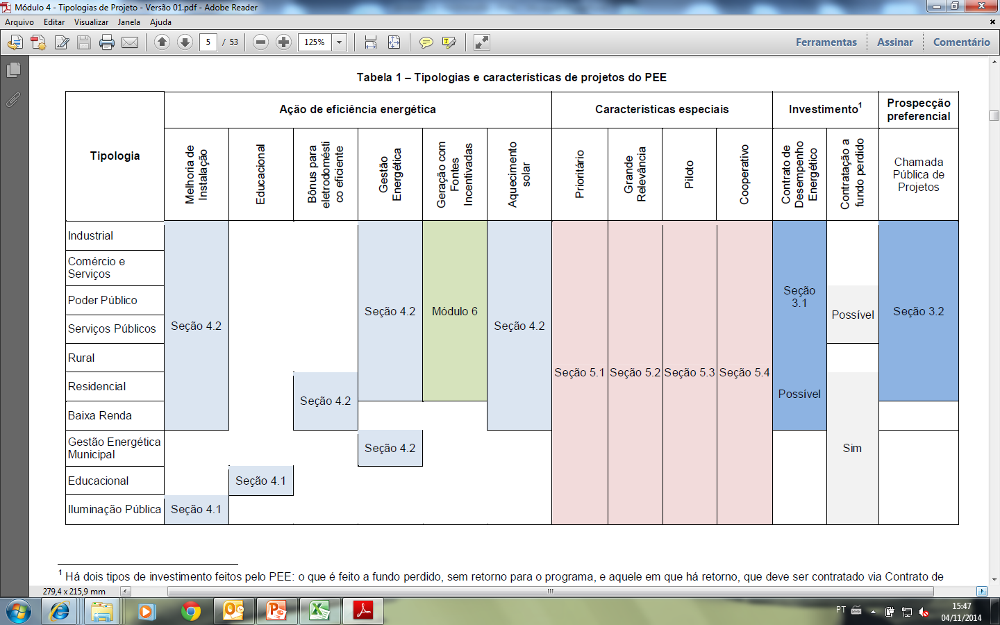 Módulo 4 - Tipologias de Projeto - Versão 01.pdf - Adobe Reader
Arquivo Editar Visualizar Janela Ajuda
5 / 53 125% Ferramentas Assinar Comentário
Tabela 1 – Tipologias e características de projetos do PEE
Tipologia
Ação de eficiência energética
Características especiais
Investimento1
Prospecção
preferencial
Melhoria de
Instalação
Educacional
Bônus para
eletrodomésti
co eficiente
Gestão
Energética
Geração com
Fontes
Incentivadas
Aquecimento
solar
Prioritário
Grande
Relevância
Piloto
Cooperativo
Contrato de
Desempenho
Energético
Contratação a
fundo perdido
Chamada
Pública de
Projetos
Industrial
Comércio e
Serviços
Poder Público
Serviços Públicos
Rural
Residencial
Baixa Renda
Gestão Energética
Municipal
Educacional
Iluminação Pública
Seção 4.2
Seção 4.1
Seção 4.1
Seção 4.2
Seção 4.2
Seção 4.2
Módulo 6
Seção 4.2
Seção 5.1
Seção 5.2
Seção 5.3
Seção 5.4
Seção
3.1
Possível
Possível
Sim
Seção 3.2
1 Há dois tipos de investimento feitos pelo PEE: o que é feito a fundo perdido, sem retorno para o programa, e aquele em que há retorno, que deve ser contratado via Contrato de
279,4 x 215,9 mm
PT
15:47
04/11/2014